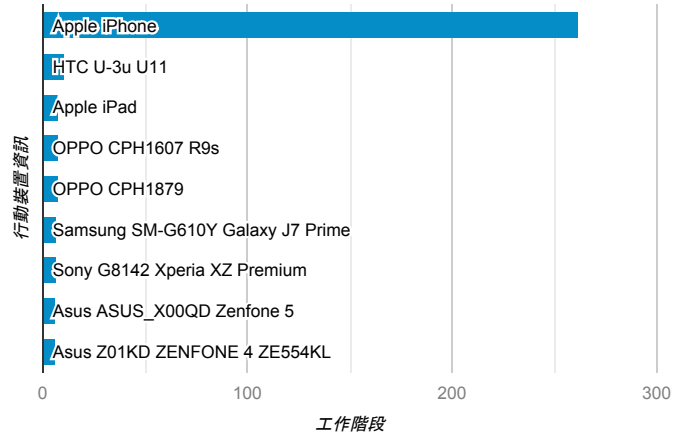 Apple iPhone
HTC U-3u U11
Apple iPad
OPPO CPH1607 R9s
OPPO CPH1879
Samsung SM-G610Y Galaxy J7 Prime
Sony G8142 Xperia XZ Premium
Asus ASUS_X00QD Zenfone 5
Asus Z01KD ZENFONE 4 ZE554KL
行動裝置資訊
0 100 200 300
工作階段